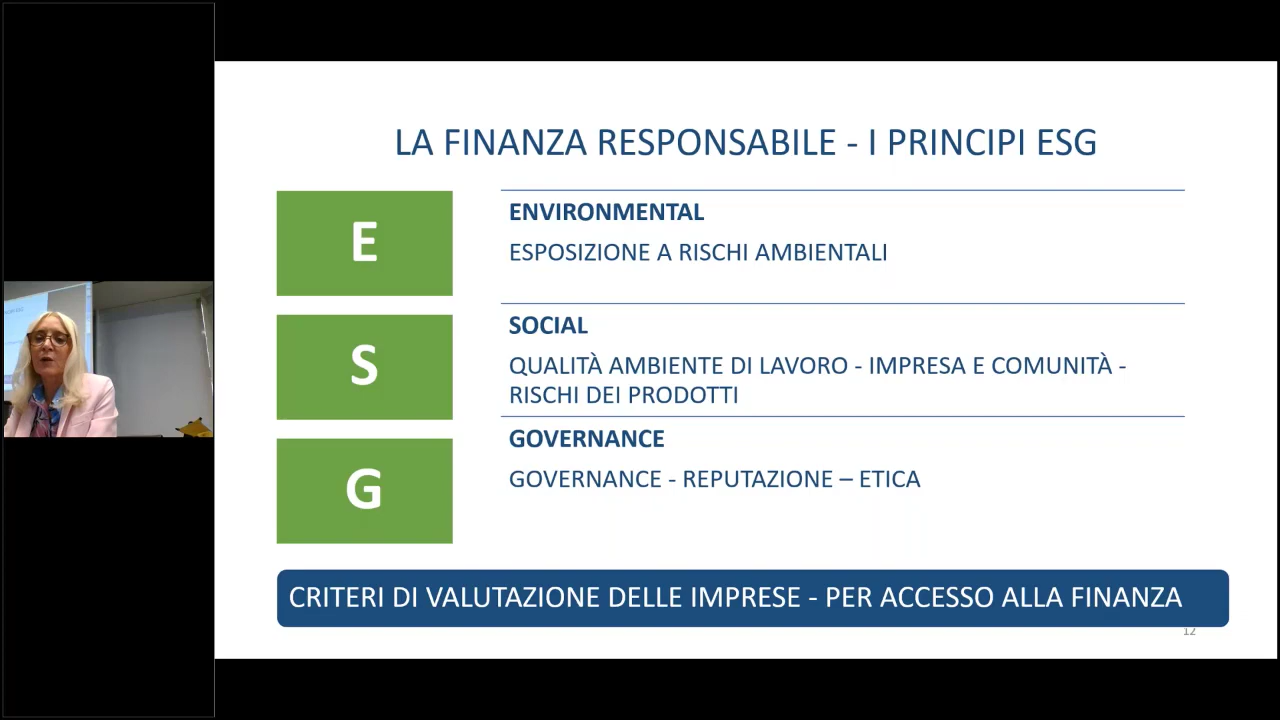 LA FINANZA RESPONSABILE - I PRINCIPI ESG
E
ENVIRONMENTAL
ESPOSIZIONE A RISCHI AMBIENTALI
S
SOCIAL
QUALITÀ AMBIENTE DI LAVORO - IMPRESA E COMUNITÀ -
RISCHI DEI PRODOTTI
G
GOVERNANCE
GOVERNANCE - REPUTAZIONE – ETICA
CRITERI DI VALUTAZIONE DELLE IMPRESE - PER ACCESSO ALLA FINANZA
12